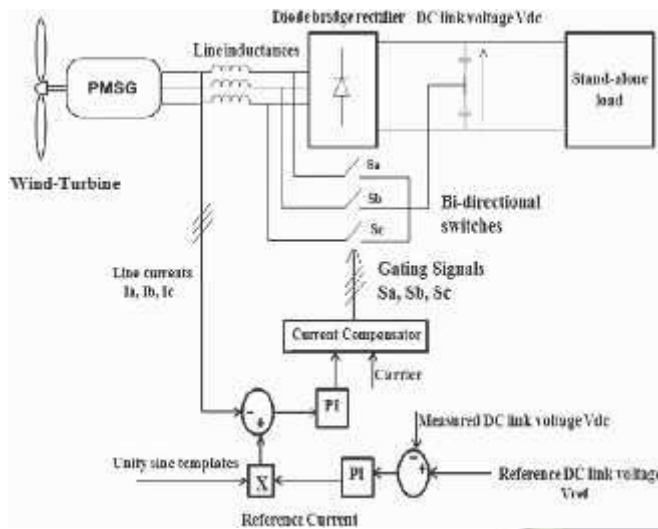 Diode bridge rectifier
DC link voltage Vdc
Line inductances
PMSG
Stand-alone
load
Wind-Turbine
Sa
Sb
Sc
Bi-directional
switches
Line currents
Ia, Ib, Ic
Gating Signals
Sa, Sb, Sc
Current Compensator
Carrier
PI
Measured DC link voltage Vdc
Unity sine templates
X
PI
Reference DC link voltage
Vref
Reference Current